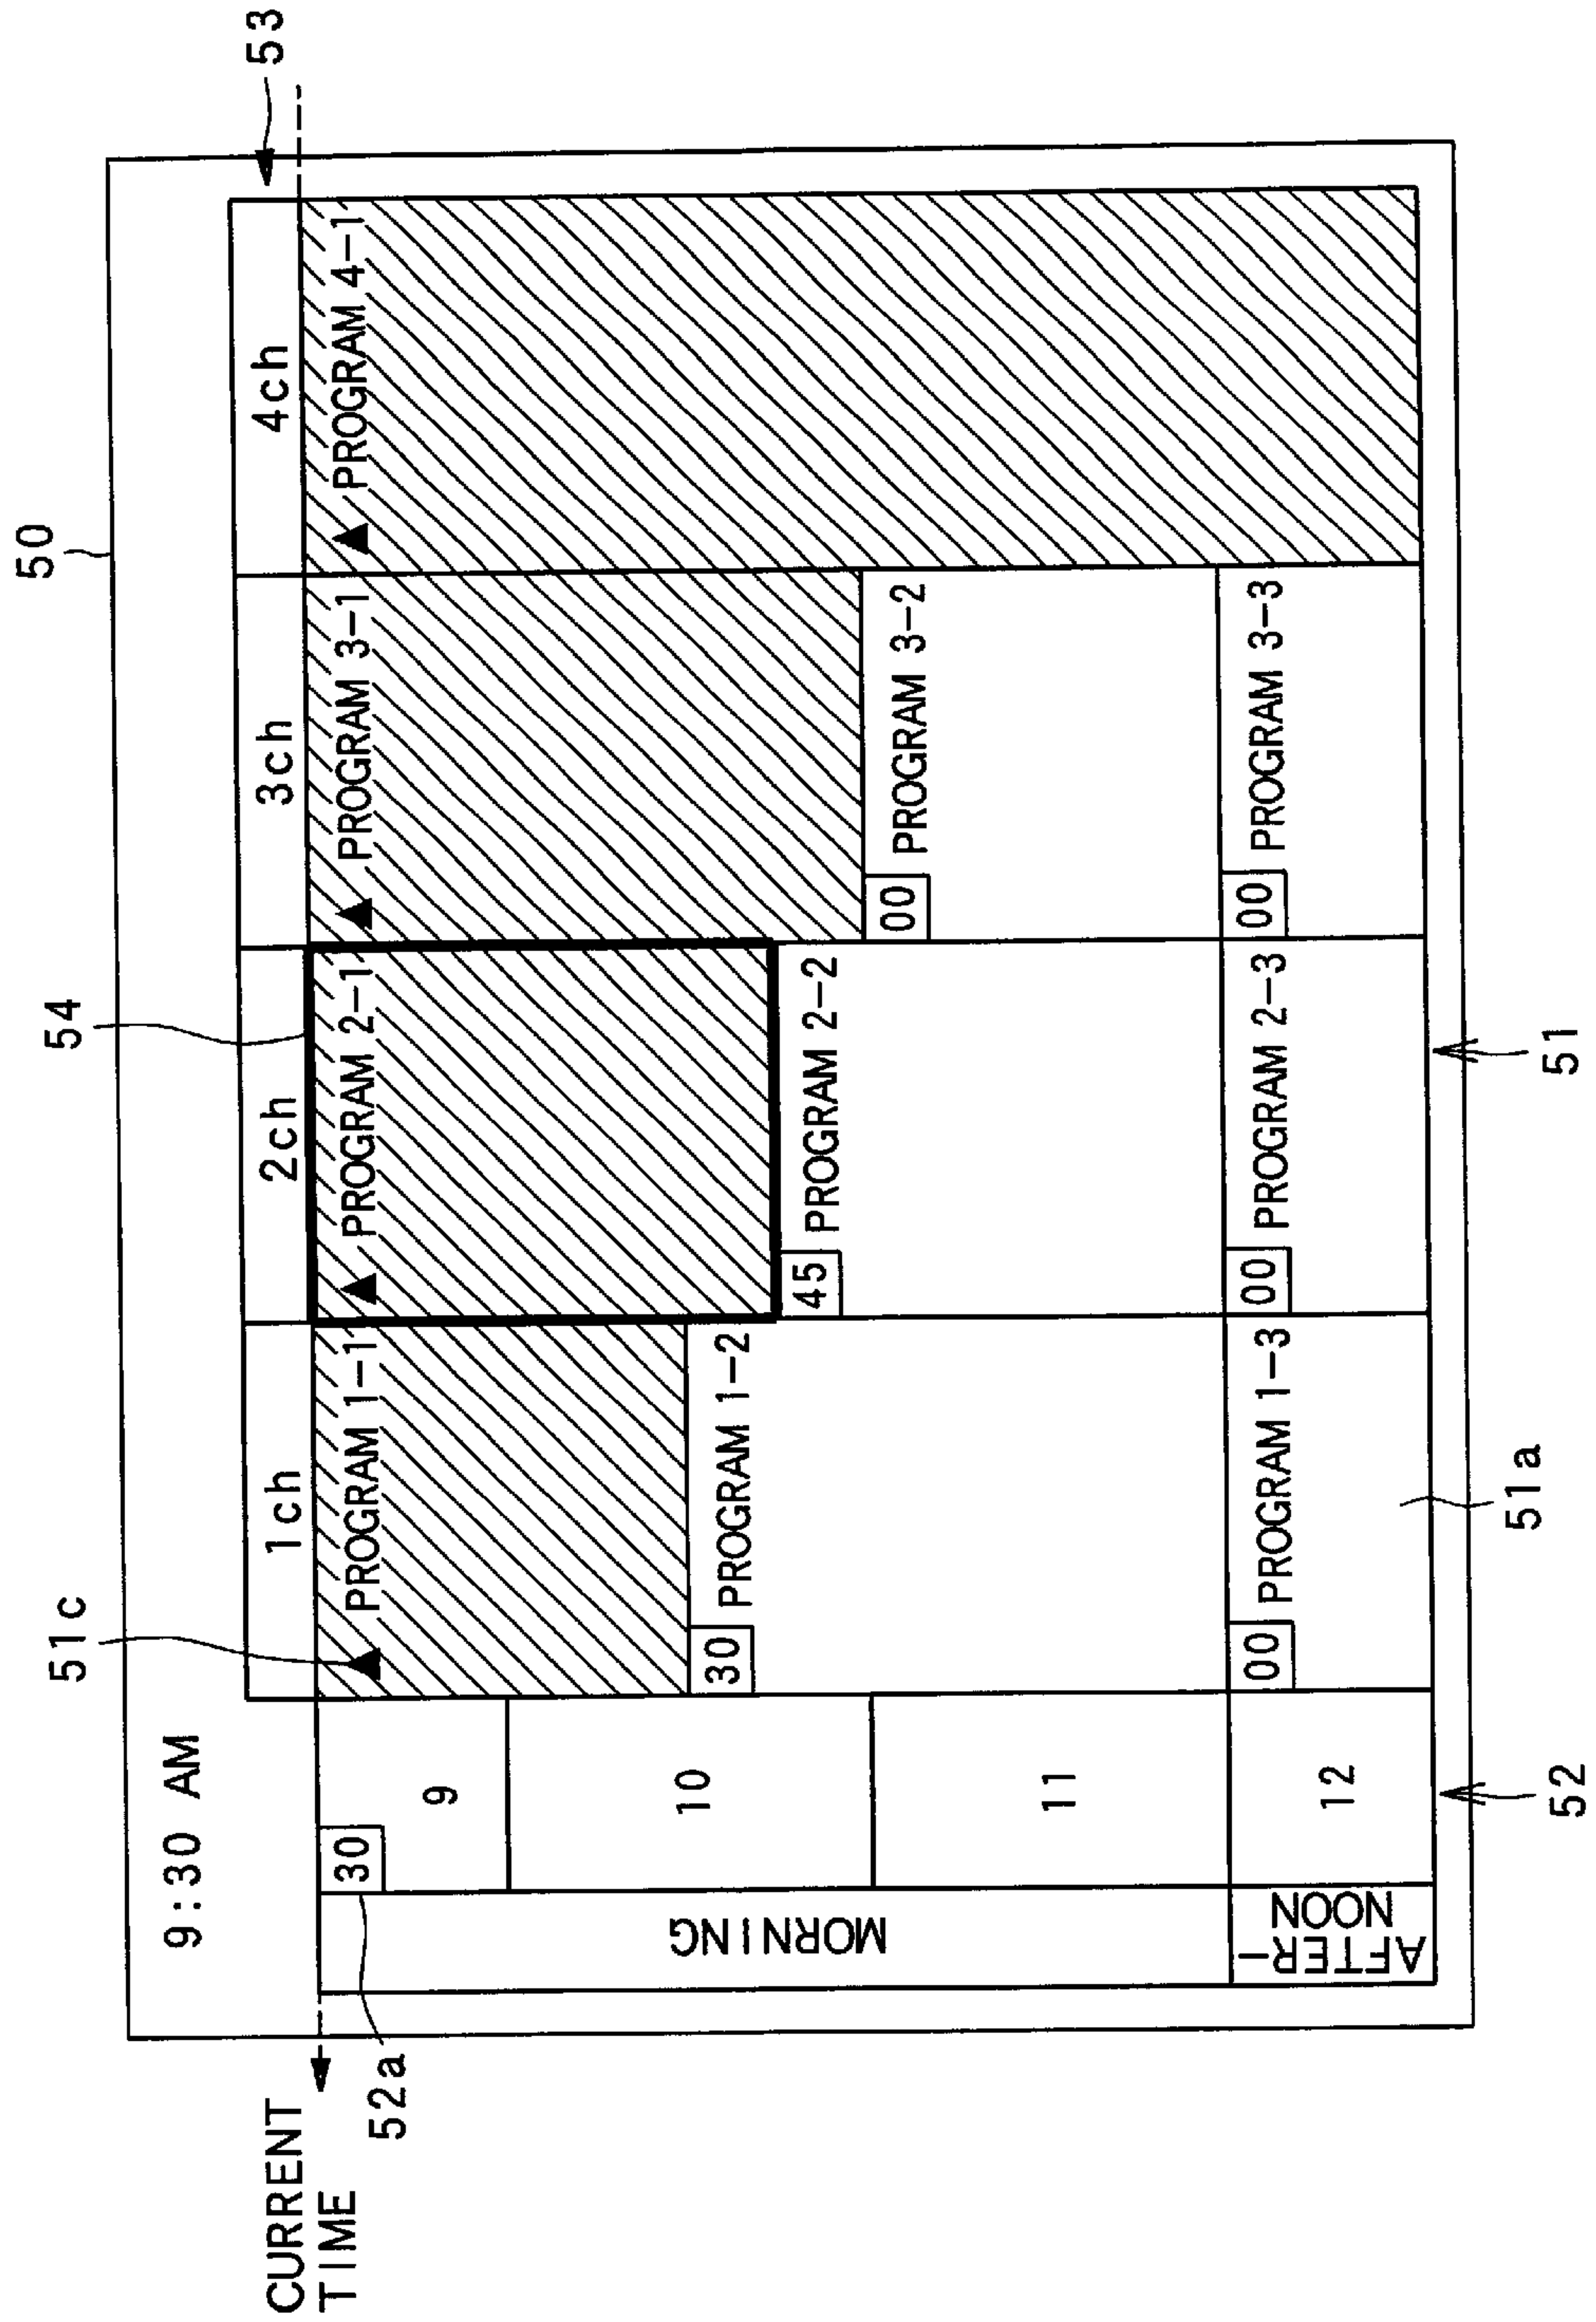 50
53
54
51c
9:30 AM
CURRENT
TIME
1ch
2ch
3ch
4ch
30
9
PROGRAM 1-1
PROGRAM 2-1
PROGRAM 3-1
PROGRAM 4-1
52a
MORNING
10
30
PROGRAM 1-2
45
PROGRAM 2-2
00
PROGRAM 3-2
11
AFTER-
NOON
12
00
PROGRAM 1-3
00
PROGRAM 2-3
00
PROGRAM 3-3
52
51a
51